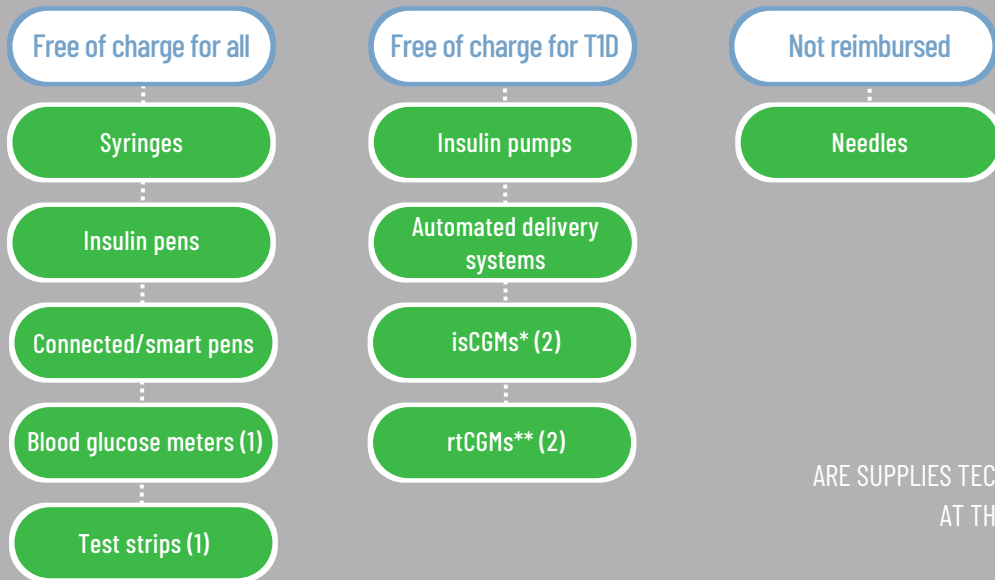 Free of charge for all
Syringes
Insulin pens
Connected/smart pens
Blood glucose meters (1)
Test strips (1)
Free of charge for T1D
Insulin pumps
Automated delivery
systems
isCGMs* (2)
rtCGMs** (2)
Not reimbursed
Needles
ARE SUPPLIES
AT